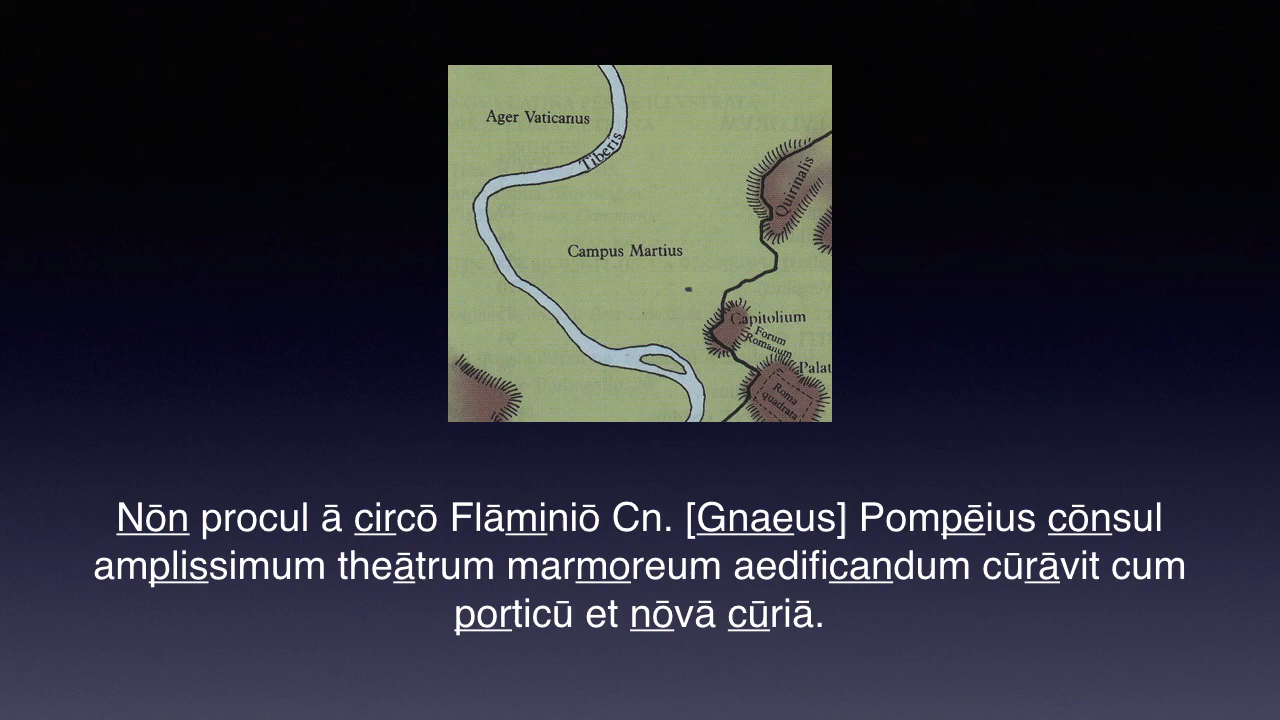 Ager Vaticanus
Tiberis
Quirinalis
Campus Martius
Capitolium
Forum
Romanum
Palat
Roma
quadrata
Nōn procul ā circō Flāminiō Cn. [Gnaeus] Pompēius cōnsul
amplissimum theātrum marmoreum aedificandum cūrāvit cum
porticū et nōvā cūriā.